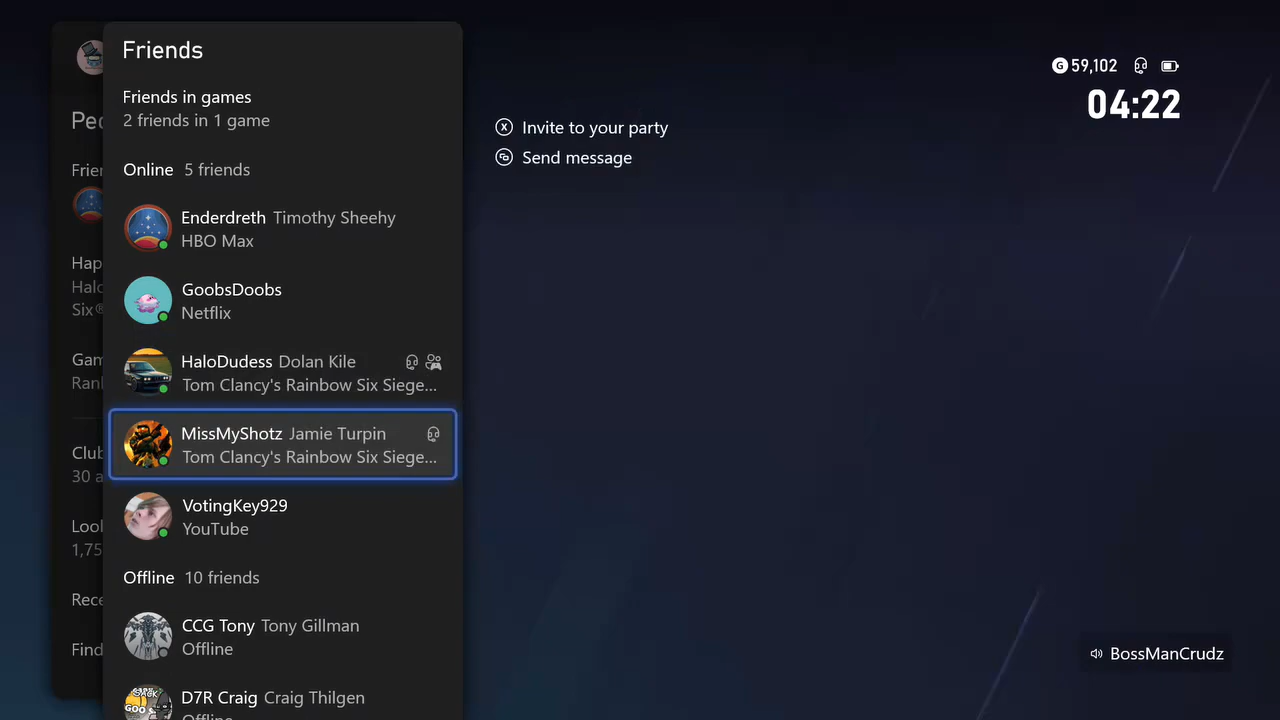 Friends
Friends in games
2 friends in 1 game
Online 5 friends
Enderdreth Timothy Sheehy
HBO Max
GoobsDoobs
Netflix
HaloDudess Dolan Kile
Tom Clancy's Rainbow Six Siege...
MissMyShotz Jamie Turpin
Tom Clancy's Rainbow Six Siege...
VotingKey929
YouTube
Offline 10 friends
CCG Tony Tony Gillman
Offline
D7R Craig Craig Thilgen
Offline
Invite to your party
Send message
G 59,102
04:22
BossManCrudz